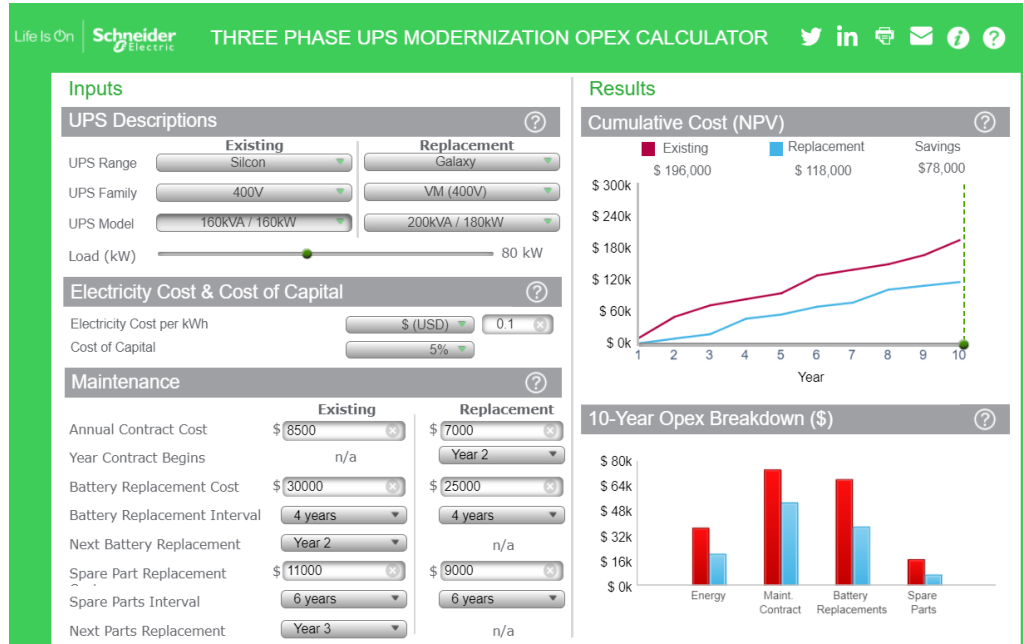 Life Is On Schneider Electric THREE PHASE UPS MODERNIZATION OPEX CALCULATOR
Inputs
UPS Descriptions
Existing Replacement
UPS Range Silcon Galaxy
UPS Family 400V VM (400V)
UPS Model 160kVA / 160kW 200kVA / 180kW
Load (kW) 80 kW
Electricity Cost & Cost of Capital
Electricity Cost per kWh $ (USD) 0.1
Cost of Capital 5%
Maintenance
Existing Replacement
Annual Contract Cost $ 8500 $ 7000
Year Contract Begins n/a Year 2
Battery Replacement Cost $ 30000 $ 25000
Battery Replacement Interval 4 years 4 years
Next Battery Replacement Year 2 n/a
Spare Part Replacement $ 11000 $ 9000
Spare Parts Interval 6 years 6 years
Next Parts Replacement Year 3 n/a
Results
Cumulative Cost (NPV)
Existing Replacement Savings
$ 196,000 $ 118,000 $78,000
$ 300k
$ 240k
$ 180k
$ 120k
$ 60k
$ 0k
1 2 3 4 5 6 7 8 9 10
Year
10-Year Opex Breakdown ($)
$ 80k
$ 64k
$ 48k
$ 32k
$ 16k
$ 0k
Energy Maint. Battery Spare
Contract Replacements Parts